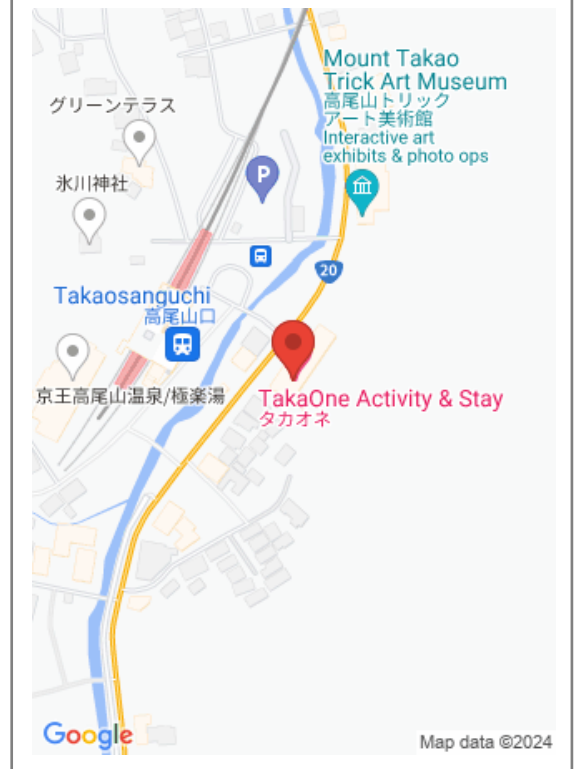 Mount Takao
Trick Art Museum
高尾山トリック
アート美術館
Interactive art
exhibits & photo ops
グリーンテラス
P
氷川神社
20
Takaosanguchi
高尾山口
京王高尾山温泉/極楽湯
TakaOne Activity & Stay
タカオネ
Google
Map data ©2024